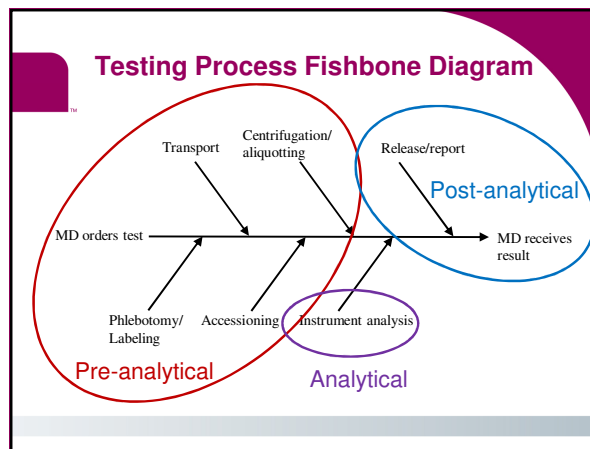 Testing Process Fishbone Diagram
™
Transport
Centrifugation/
aliquotting
Release/report
Post-analytical
MD orders test
MD receives
result
Phlebotomy/
Labeling
Accessioning
Instrument analysis
Pre-analytical
Analytical